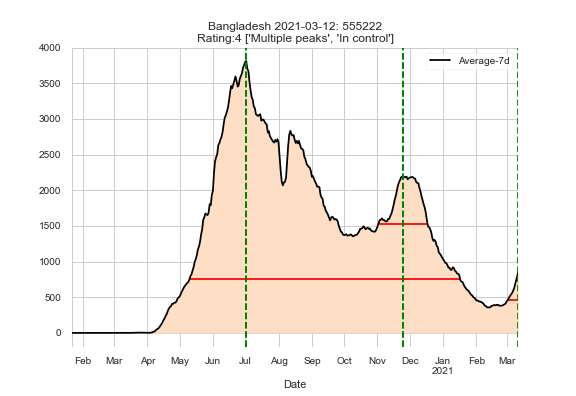 Bangladesh 2021-03-12: 555222
Rating:4 ['Multiple peaks', 'In control']
Average-7d
4000
3500
3000
2500
2000
1500
1000
500
0
Feb Mar Apr May Jun Jul Aug Sep Oct Nov Dec Jan Feb Mar
2021
Date